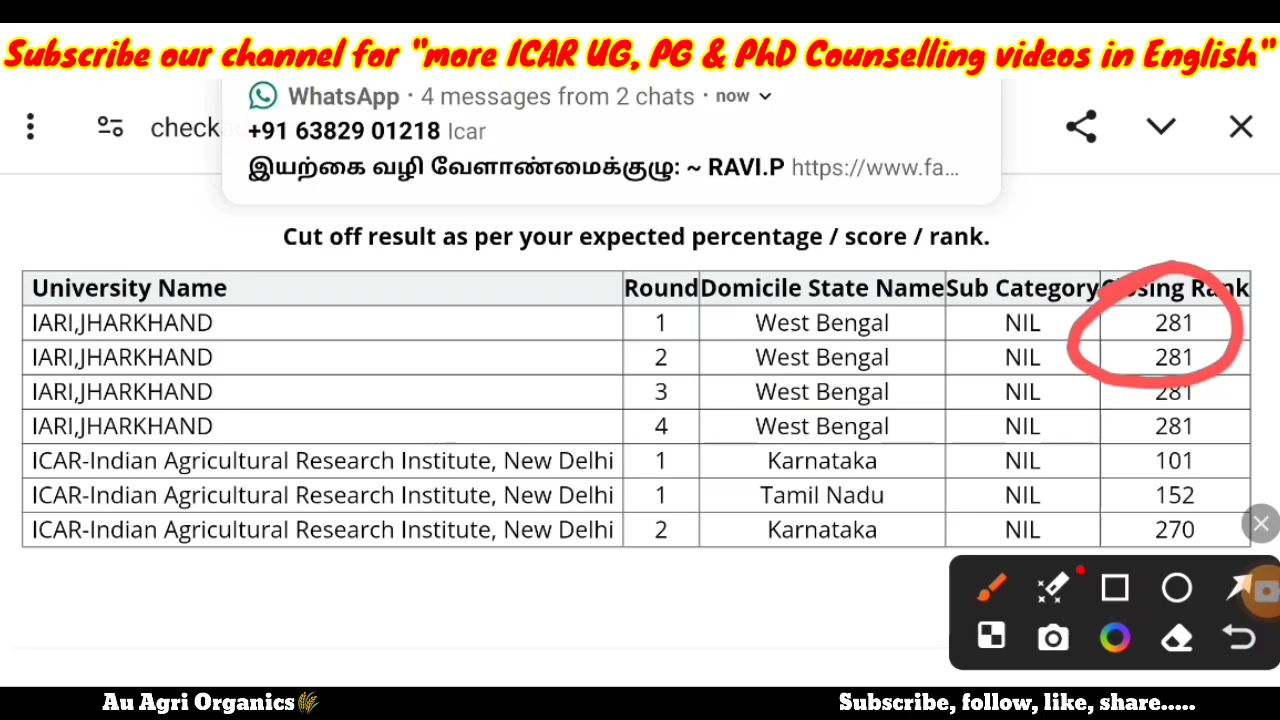 Subscribe our channel for "more ICAR UG, PG & PhD Counselling videos in English"
WhatsApp · 4 messages from 2 chats · now
+91 63829 01218 Icar
இயற்கை வழி வேளாண்மைக்குழு: ~ RAVI.P https://www.fa...
check
Cut off result as per your expected percentage / score / rank.
University Name Round Domicile State Name Sub Category Closing Rank
IARI,JHARKHAND 1 West Bengal NIL 281
IARI,JHARKHAND 2 West Bengal NIL 281
IARI,JHARKHAND 3 West Bengal NIL 281
IARI,JHARKHAND 4 West Bengal NIL 281
ICAR-Indian Agricultural Research Institute, New Delhi 1 Karnataka NIL 101
ICAR-Indian Agricultural Research Institute, New Delhi 1 Tamil Nadu NIL 152
ICAR-Indian Agricultural Research Institute, New Delhi 2 Karnataka NIL 270
Au Agri Organics🌾 Subscribe, follow, like, share.....